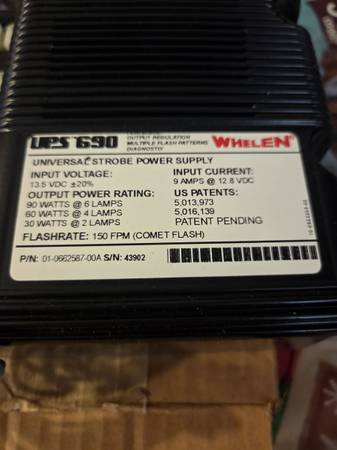 UPS 690
OUTPUT REGULATION
MULTIPLE FLASH PATTERNS
DIAGNOSTIX
WHELEN®
UNIVERSAL STROBE POWER SUPPLY
INPUT VOLTAGE:
13.5 VDC ±20%
INPUT CURRENT:
9 AMPS @ 12.8 VDC
OUTPUT POWER RATING:
90 WATTS @ 6 LAMPS
60 WATTS @ 4 LAMPS
30 WATTS @ 2 LAMPS
US PATENTS:
5,013,973
5,016,139
PATENT PENDING
FLASHRATE: 150 FPM (COMET FLASH)
P/N: 01-0662587-00A S/N: 43902